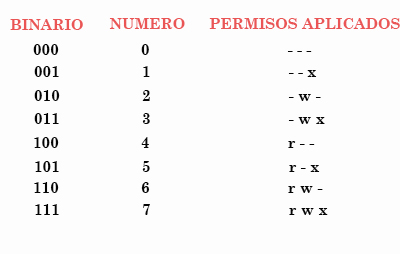 BINARIO NUMERO PERMISOS APLICADOS
000 0 - - -
001 1 - - x
010 2 - w -
011 3 - w x
100 4 r - -
101 5 r - x
110 6 r w -
111 7 r w x